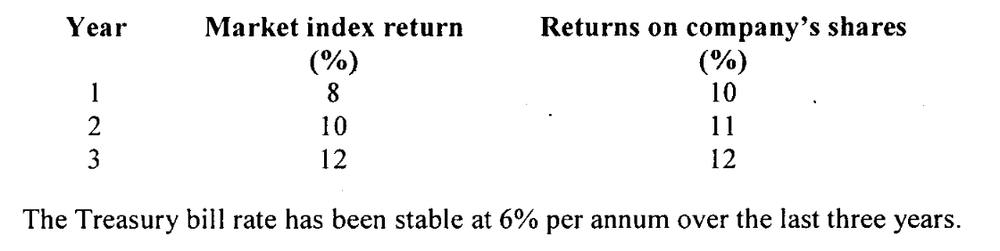 Year Market index return Returns on company's shares
(%) (%)
1 8 10
2 10 11
3 12 12
The Treasury bill rate has been stable at 6% per annum over the last three years.